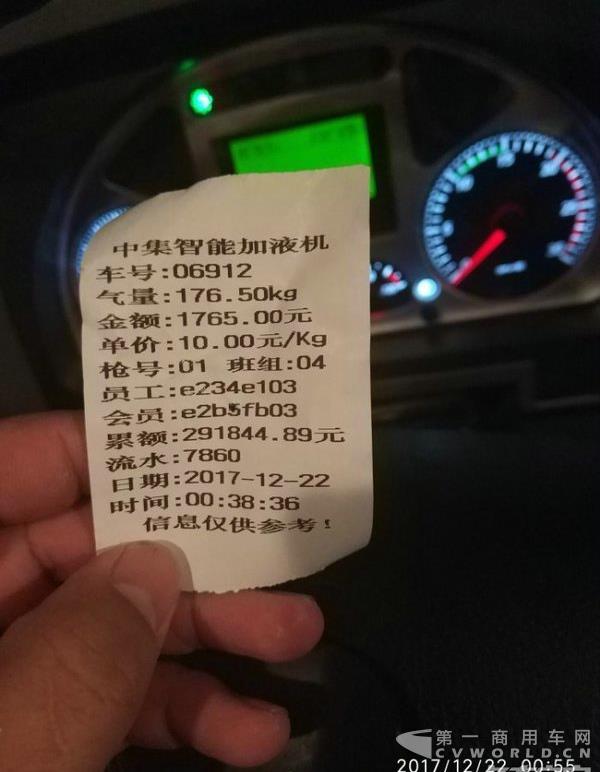 中集智能加液机
车号:06912
气量:176.50kg
金额:1765.00元
单价:10.00元/Kg
枪号:01 班组:04
员工:e234e103
会员:e2b5fb03
累额:291844.89元
流水:7860
日期:2017-12-22
时间:00:38:36
信息仅供参考!
第一商用车网
CVWORLD.CN
2017/12/22 00:55